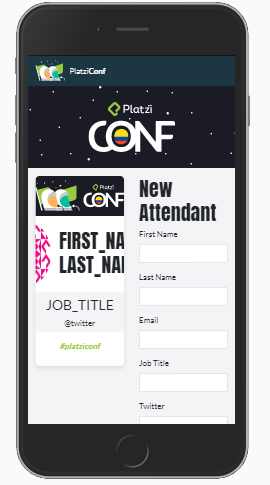 PlatziConf
Platzi
CONF
Platzi
CONF
FIRST_NA
LAST_NA
JOB_TITLE
@twitter
#platziconf
New
Attendant
First Name
Last Name
Email
Job Title
Twitter